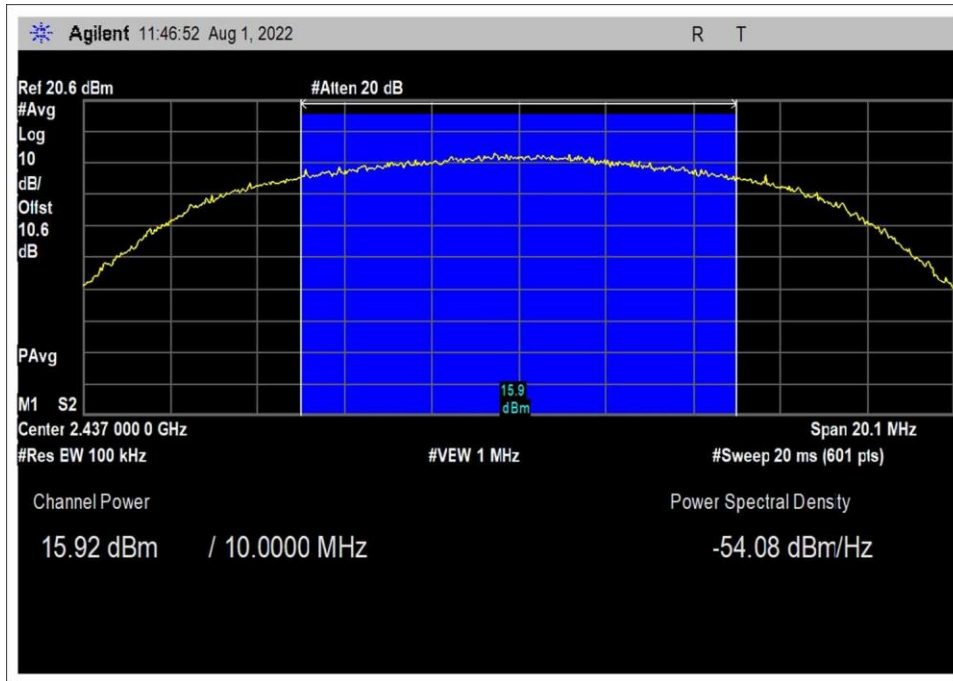 Agilent 11:46:52 Aug 1, 2022 R T
Ref 20.6 dBm #Atten 20 dB
#Avg
Log
10
dB/
Offst
10.6
dB
15.9
dBm
PAvg
M1 S2
Center 2.437 000 0 GHz Span 20.1 MHz
#Res BW 100 kHz #VBW 1 MHz #Sweep 20 ms (601 pts)
Channel Power Power Spectral Density
15.92 dBm / 10.0000 MHz -54.08 dBm/Hz